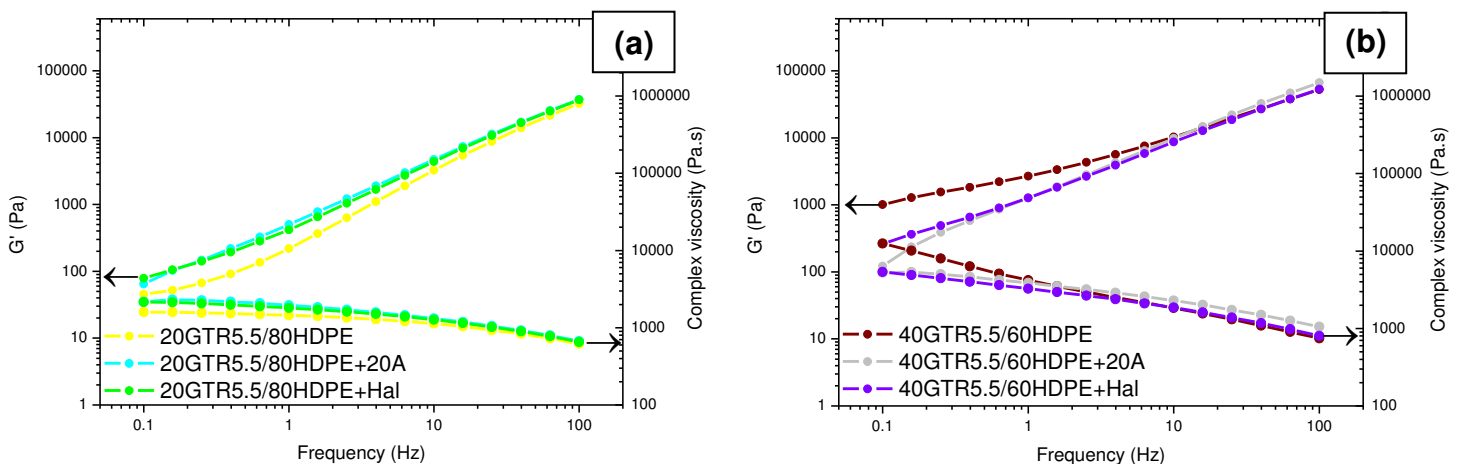 (a)
100000
10000
1000
100
10
1
G' (Pa)
1000000
100000
10000
1000
100
Complex viscosity (Pa.s)
20GTR5.5/80HDPE
20GTR5.5/80HDPE+20A
20GTR5.5/80HDPE+Hal
0.1
1
10
100
Frequency (Hz)
(b)
100000
10000
1000
100
10
1
G' (Pa)
1000000
100000
10000
1000
100
Complex viscosity (Pa.s)
40GTR5.5/60HDPE
40GTR5.5/60HDPE+20A
40GTR5.5/60HDPE+Hal
0.1
1
10
100
Frequency (Hz)